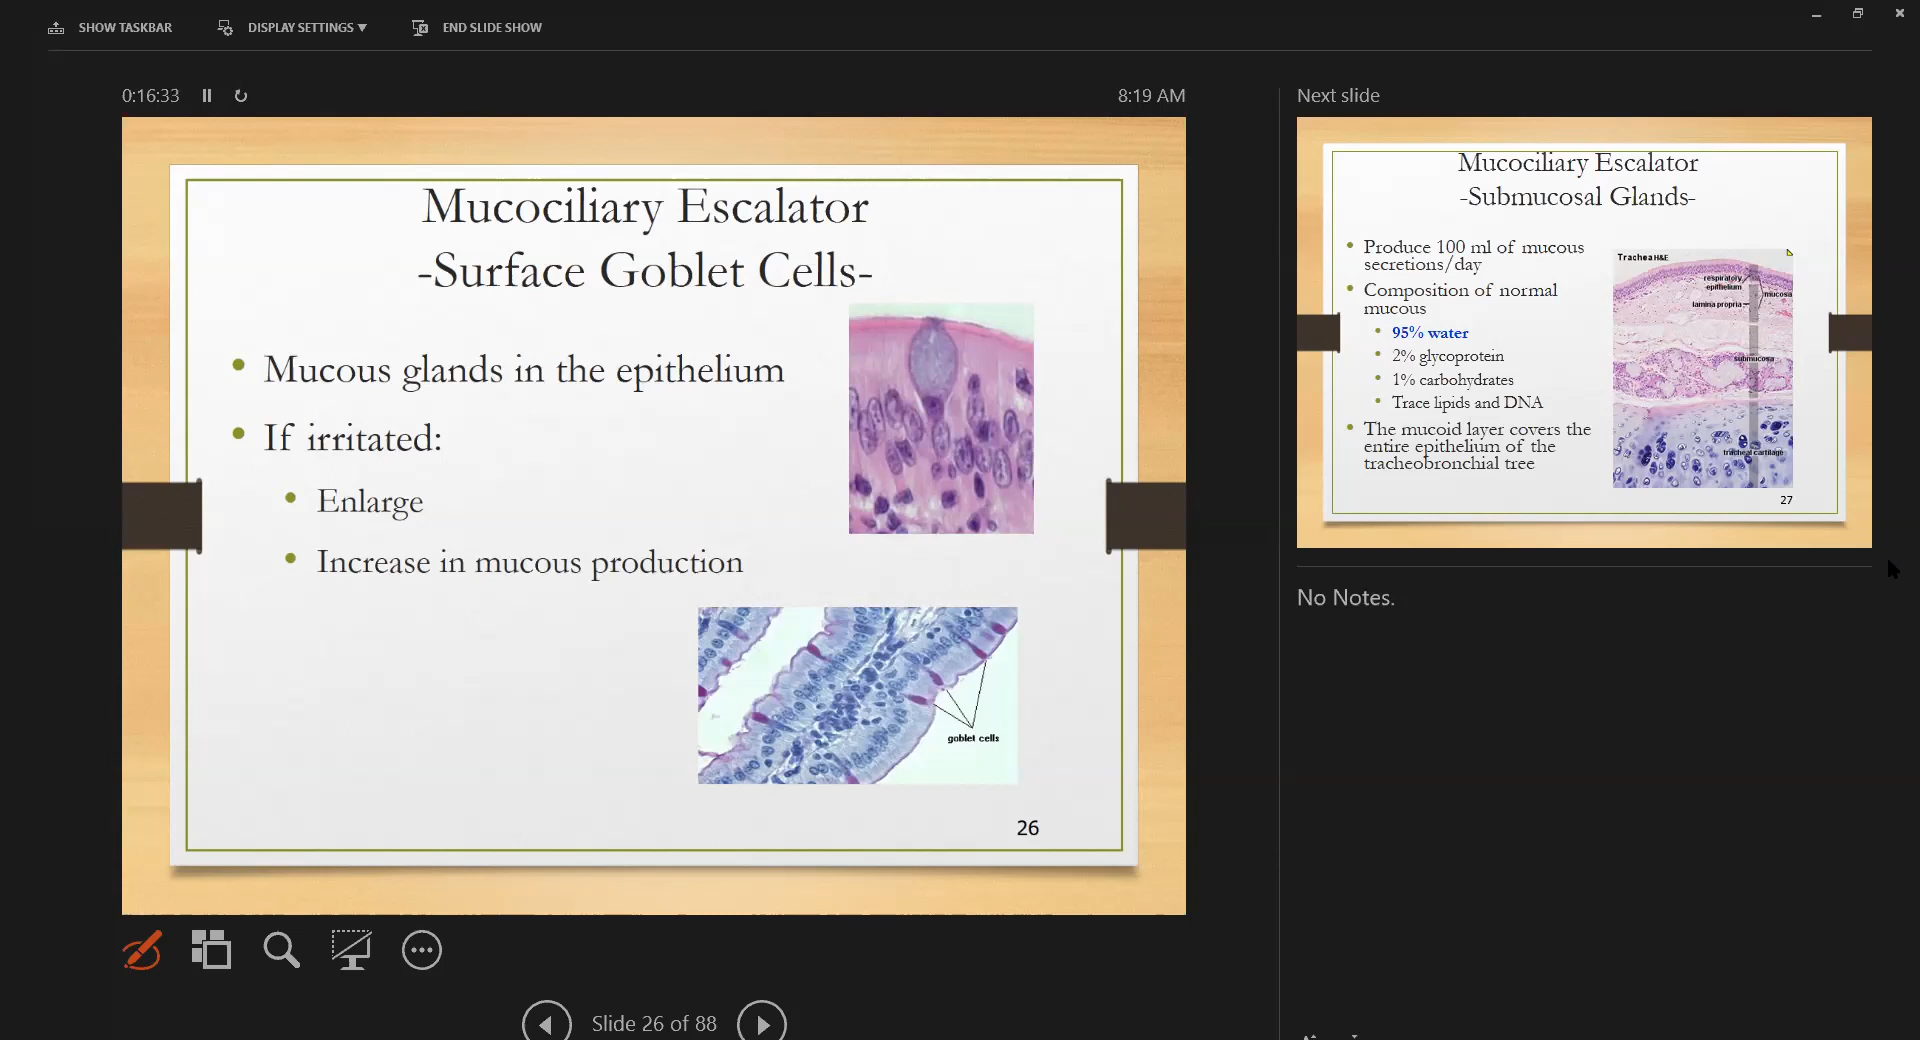 SHOW TASKBAR
DISPLAY SETTINGS ▼
END SLIDE SHOW
0:16:33
8:19 AM
Mucociliary Escalator
-Surface Goblet Cells-
• Mucous glands in the epithelium
• If irritated:
• Enlarge
• Increase in mucous production
goblet cells
26
Slide 26 of 88
Next slide
Mucociliary Escalator
-Submucosal Glands-
• Produce 100 ml of mucous
secretions/day
• Composition of normal
mucous
• 95% water
• 2% glycoprotein
• 1% carbohydrates
• Trace lipids and DNA
• The mucoid layer covers the
entire epithelium of the
tracheobronchial tree
Trachea H&E
respiratory
epithelium
mucosa
lamina propria
submucosa
tracheal cartilage
27
No Notes.